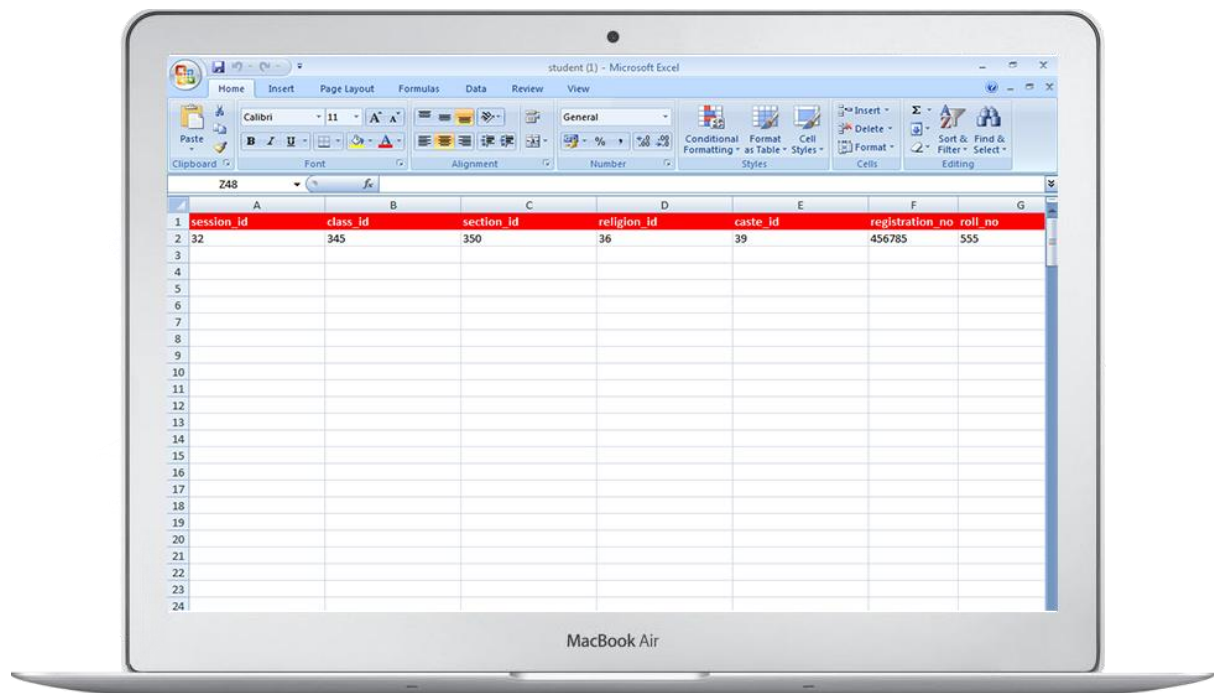 student (1) - Microsoft Excel
Home Insert Page Layout Formulas Data Review View
Paste
Clipboard
Calibri 11
B I U
Font
Alignment
General
% ,
Number
Conditional Formatting
Format as Table
Cell Styles
Styles
Insert
Delete
Format
Cells
Σ
Sort & Filter
Find & Select
Editing
Z48 fx
A B C D E F G
1 session_id class_id section_id religion_id caste_id registration_no roll_no
2 32 345 350 36 39 456785 555
3
4
5
6
7
8
9
10
11
12
13
14
15
16
17
18
19
20
21
22
23
24
MacBook Air